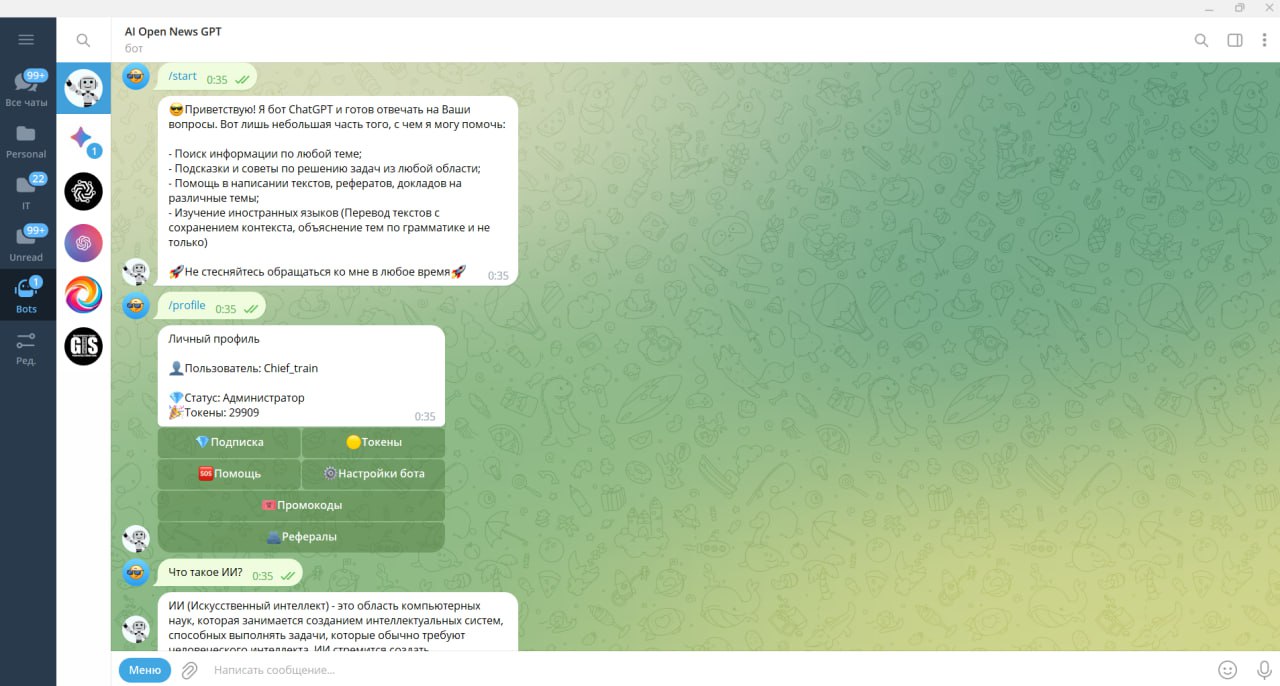 AI Open News GPT
бот
99+
Все чаты
Personal
22
IT
99+
Unread
1
Bots
Ред.
1
GTS
/start 0:35
😎Приветствую! Я бот ChatGPT и готов отвечать на Ваши
вопросы. Вот лишь небольшая часть того, с чем я могу помочь:
- Поиск информации по любой теме;
- Подсказки и советы по решению задач из любой области;
- Помощь в написании текстов, рефератов, докладов на
различные темы;
- Изучение иностранных языков (Перевод текстов с
сохранением контекста, объяснение тем по грамматике и не
только)
🚀Не стесняйтесь обращаться ко мне в любое время🚀 0:35
/profile 0:35
Личный профиль
👤Пользователь: Chief_train
💎Статус: Администратор
🎉Токены: 29909
0:35
💎Подписка
🟡Токены
🆘Помощь
⚙Настройки бота
Промокоды
👥Рефералы
Что такое ИИ? 0:35
ИИ (Искусственный интеллект) - это область компьютерных
наук, которая занимается созданием интеллектуальных систем,
способных выполнять задачи, которые обычно требуют
человеческого интеллекта. ИИ стремится создать
Меню
Написать сообщение...